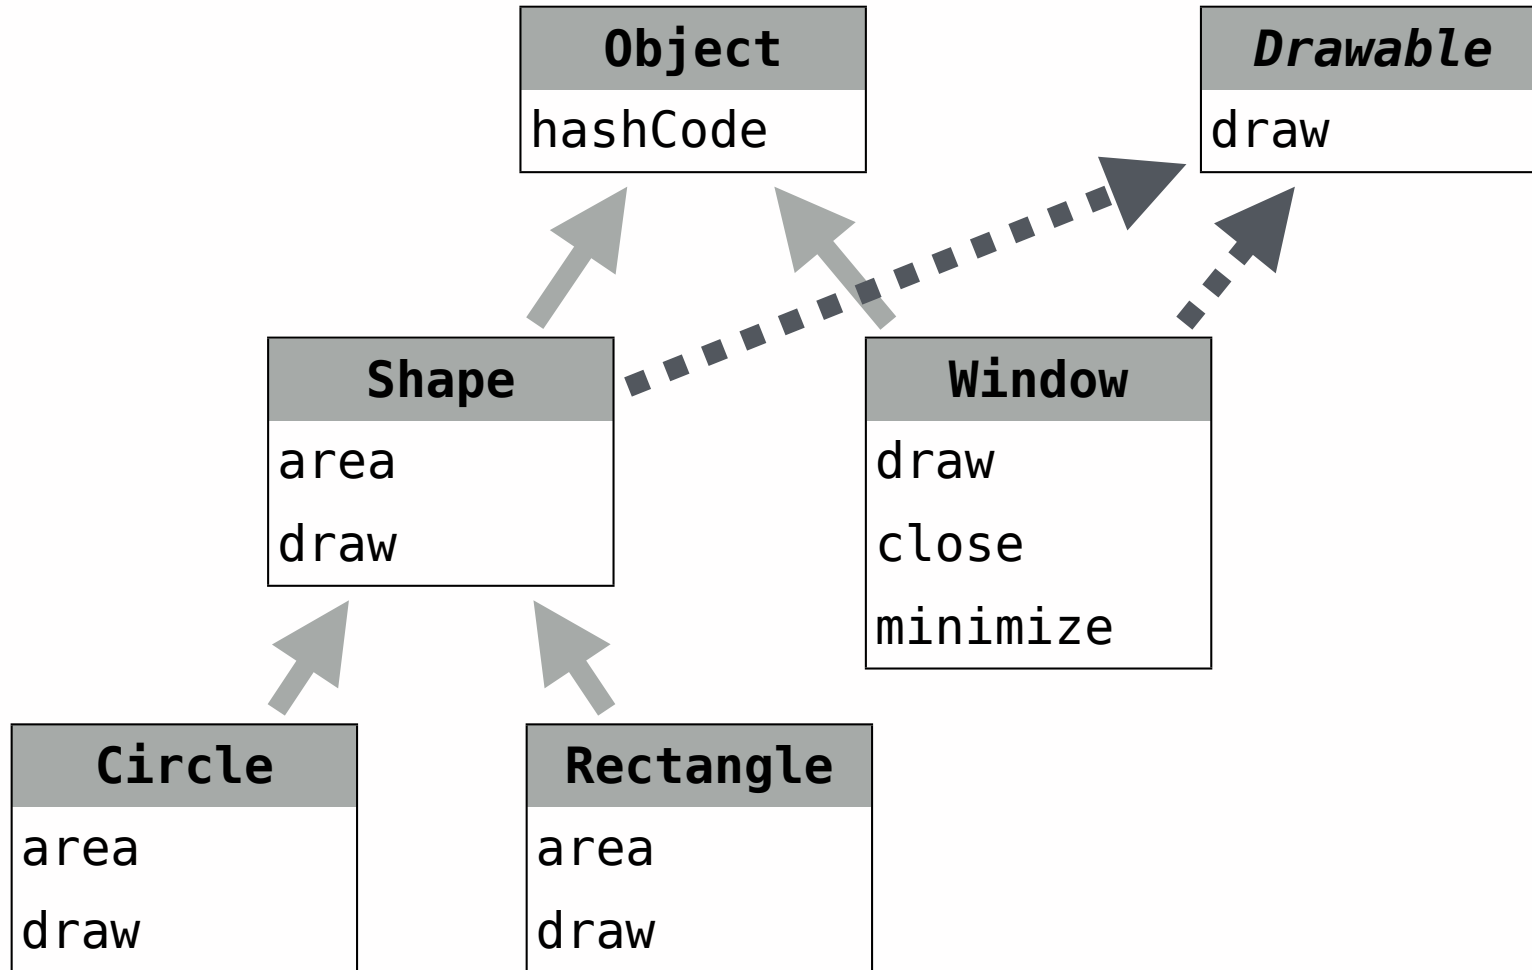 Object
hashCode
Drawable
draw
Shape
area
draw
Window
draw
close
minimize
Circle
area
draw
Rectangle
area
draw